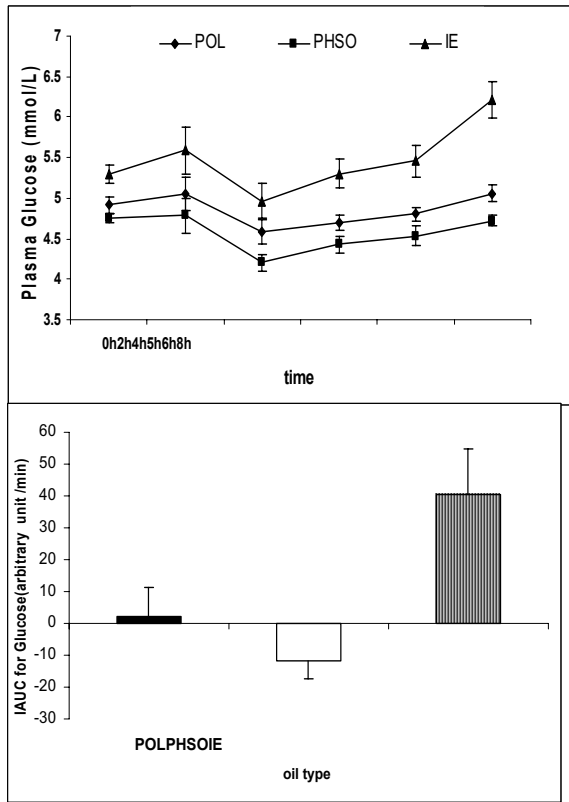 7
POL PHSO IE
6.5
6
5.5
5
4.5
4
3.5
Plasma Glucose (mmol/L)
0h2h4h5h6h8h
time
60
50
40
30
20
10
0
-10
-20
-30
IAUC for Glucose(arbitrary unit /min)
POLPHSOIE
oil type